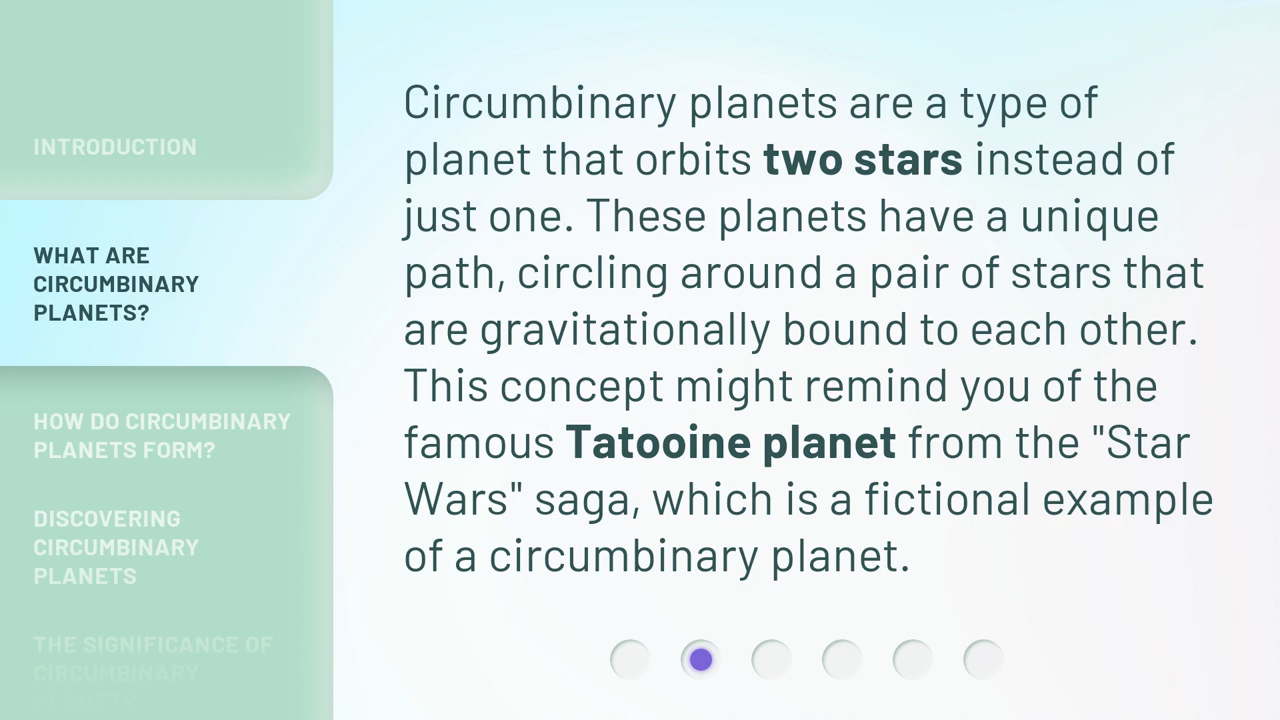 INTRODUCTION
WHAT ARE
CIRCUMBINARY
PLANETS?
HOW DO CIRCUMBINARY
PLANETS FORM?
DISCOVERING
CIRCUMBINARY
PLANETS
THE SIGNIFICANCE OF
CIRCUMBINARY
PLANETS
Circumbinary planets are a type of
planet that orbits two stars instead of
just one. These planets have a unique
path, circling around a pair of stars that
are gravitationally bound to each other.
This concept might remind you of the
famous Tatooine planet from the "Star
Wars" saga, which is a fictional example
of a circumbinary planet.